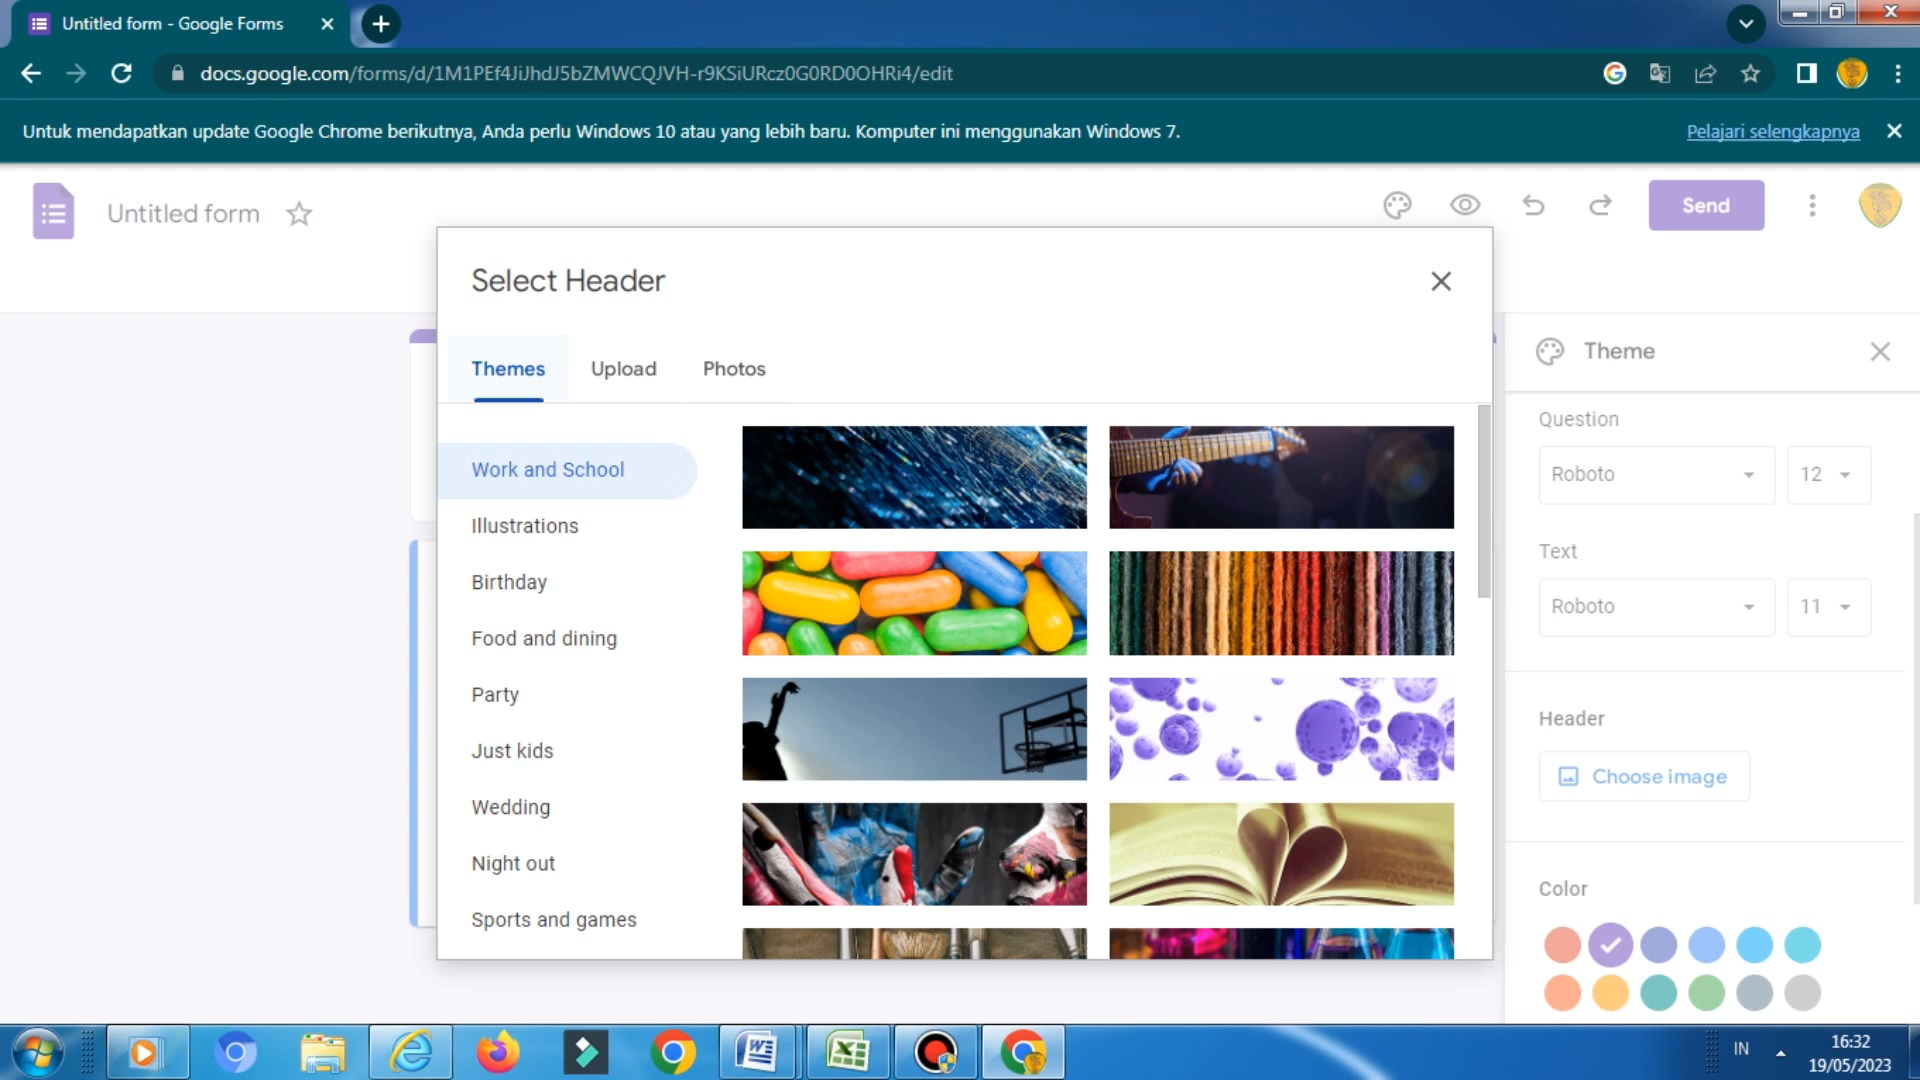 Untitled form - Google Forms
docs.google.com/forms/d/1M1PEf4JiJhdJ5bZMWCQJVH-r9KSiURcz0G0RD0OHRi4/edit
Untuk mendapatkan update Google Chrome berikutnya, Anda perlu Windows 10 atau yang lebih baru. Komputer ini menggunakan Windows 7.
Pelajari selengkapnya
Untitled form
Send
Select Header
Themes
Upload
Photos
Work and School
Illustrations
Birthday
Food and dining
Party
Just kids
Wedding
Night out
Sports and games
Theme
Question
Roboto
12
Text
Roboto
11
Header
Choose image
Color
IN
16:32
19/05/2023